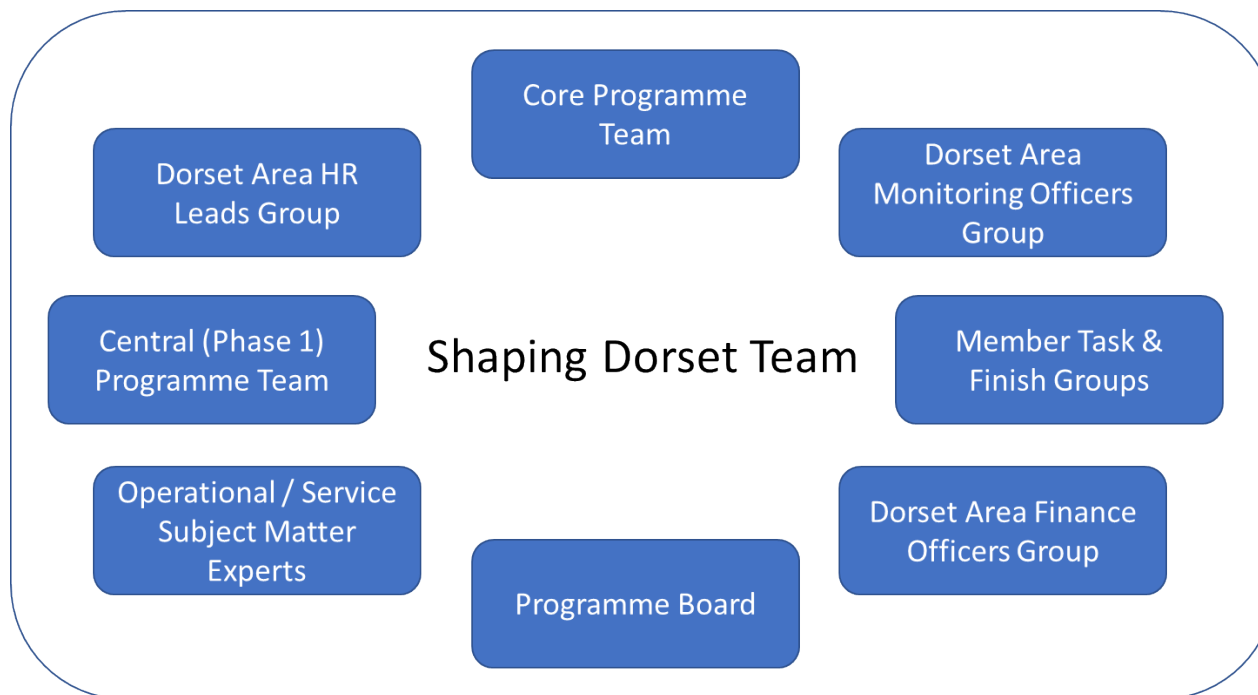 Core Programme
Team
Dorset Area HR
Leads Group
Dorset Area
Monitoring Officers
Group
Central (Phase 1)
Programme Team
Shaping Dorset Team
Member Task &
Finish Groups
Operational / Service
Subject Matter
Experts
Dorset Area Finance
Officers Group
Programme Board